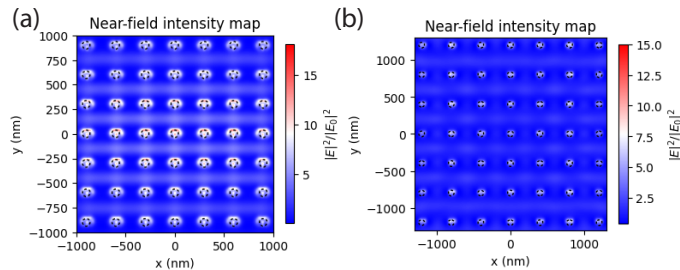 (a)
Near-field intensity map
1000
750
500
250
0
−250
−500
−750
−1000
y (nm)
−1000 −500 0 500 1000
x (nm)
15
10
5
|E|²/|E₀|²
(b)
Near-field intensity map
1000
500
0
−500
−1000
y (nm)
−1000 −500 0 500 1000
x (nm)
15.0
12.5
10.0
7.5
5.0
2.5
|E|²/|E₀|²